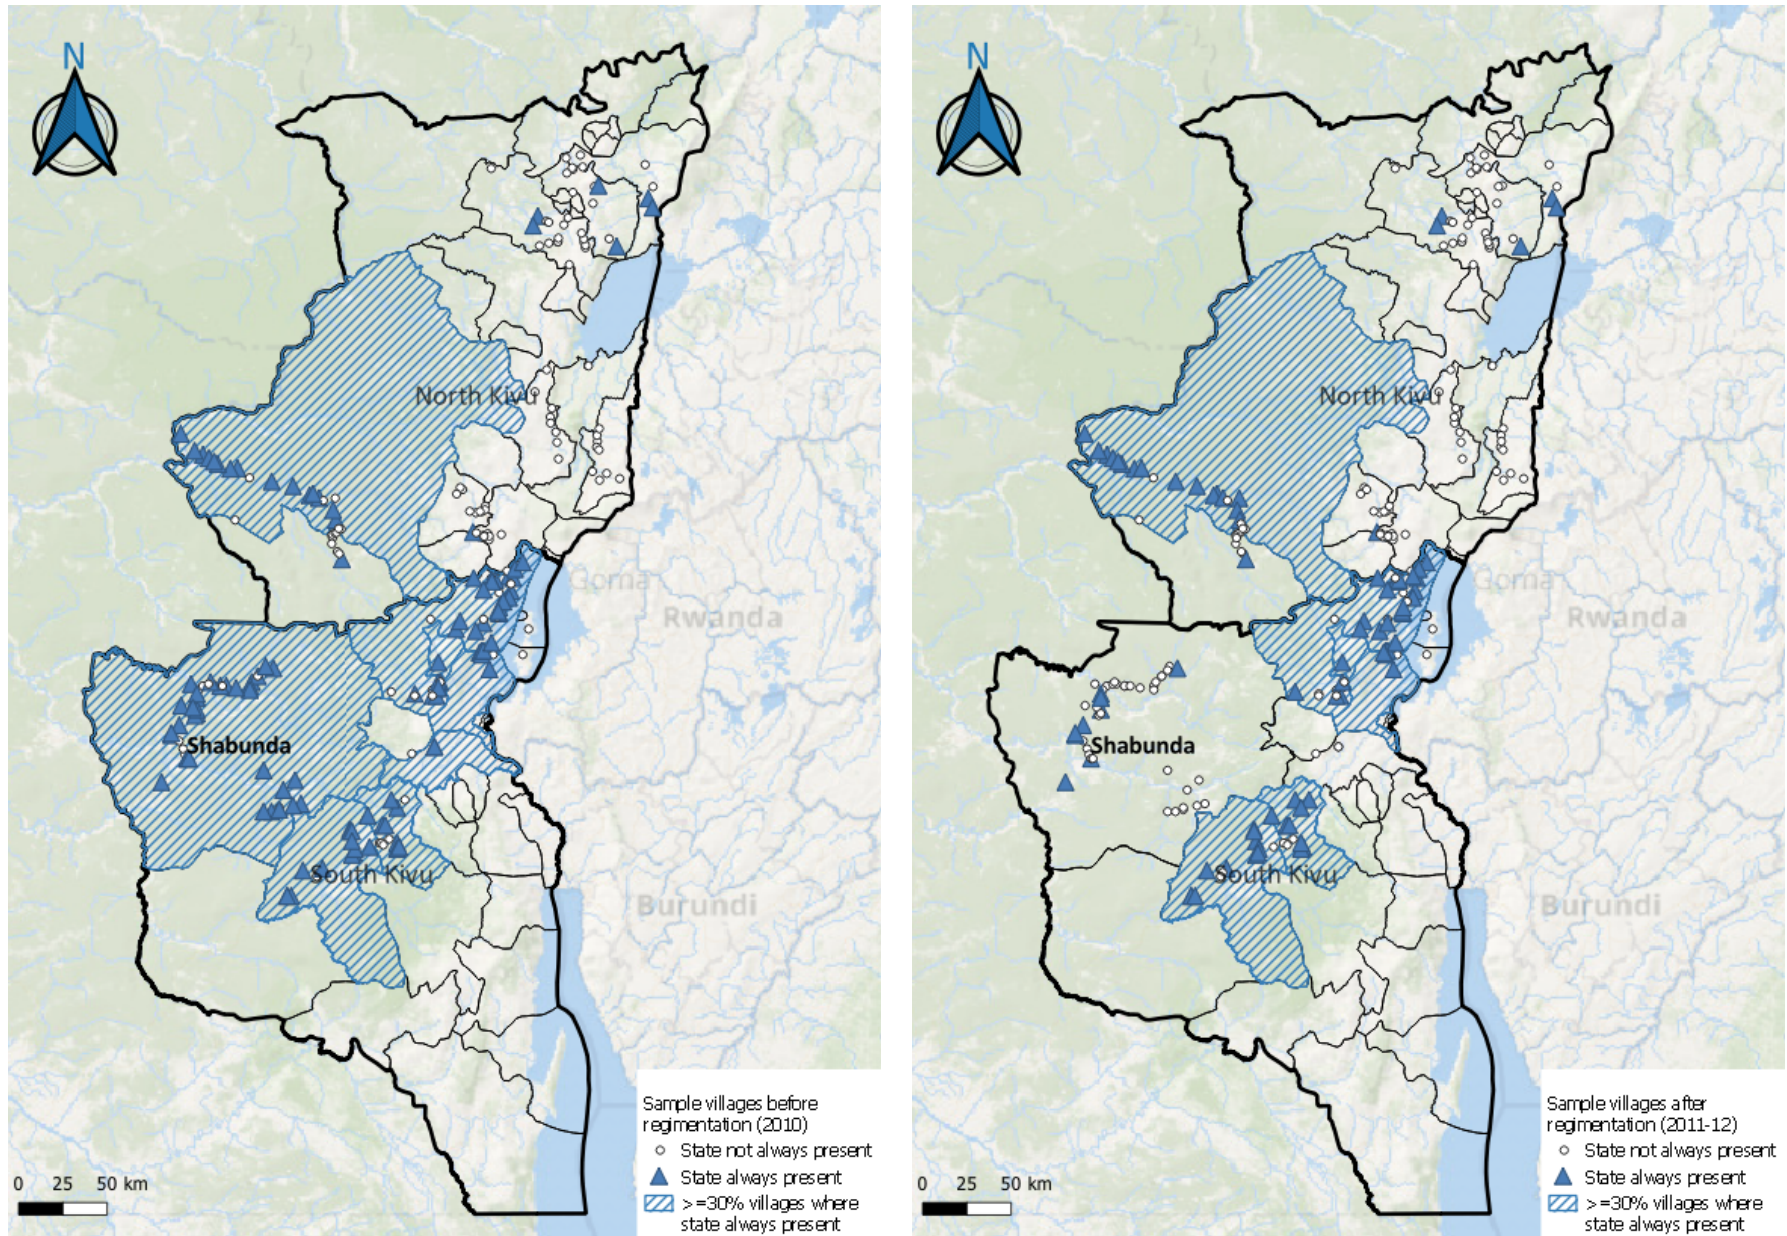 N
North Kivu
Goma
Rwanda
Shabunda
South Kivu
Burundi
Sample villages before
regimentation (2010)
State not always present
State always present
>=30% villages where
state always present
0 25 50 km
N
North Kivu
Goma
Rwanda
Shabunda
South Kivu
Burundi
Sample villages after
regimentation (2011-12)
State not always present
State always present
>=30% villages where
state always present
0 25 50 km